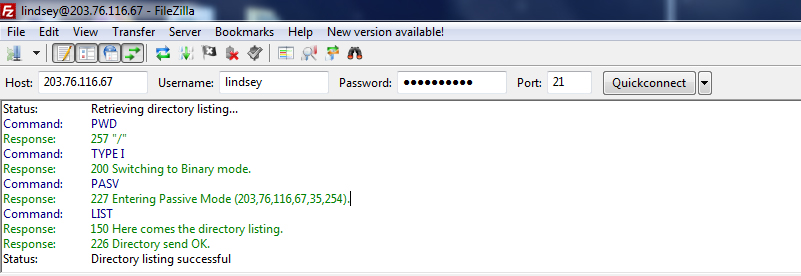 Fz lindsey@203.76.116.67 - FileZilla
File Edit View Transfer Server Bookmarks Help New version available!
Host: 203.76.116.67 Username: lindsey Password: ●●●●●●●●●● Port: 21 Quickconnect
Status: Retrieving directory listing...
Command: PWD
Response: 257 "/"
Command: TYPE I
Response: 200 Switching to Binary mode.
Command: PASV
Response: 227 Entering Passive Mode (203,76,116,67,35,254).
Command: LIST
Response: 150 Here comes the directory listing.
Response: 226 Directory send OK.
Status: Directory listing successful